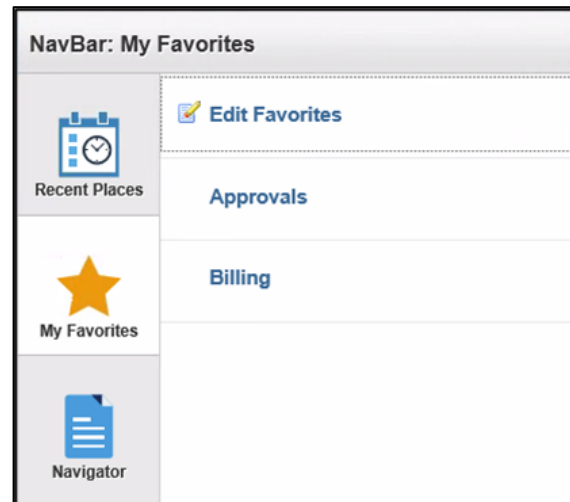 NavBar: My Favorites
Recent Places
My Favorites
Navigator
Edit Favorites
Approvals
Billing